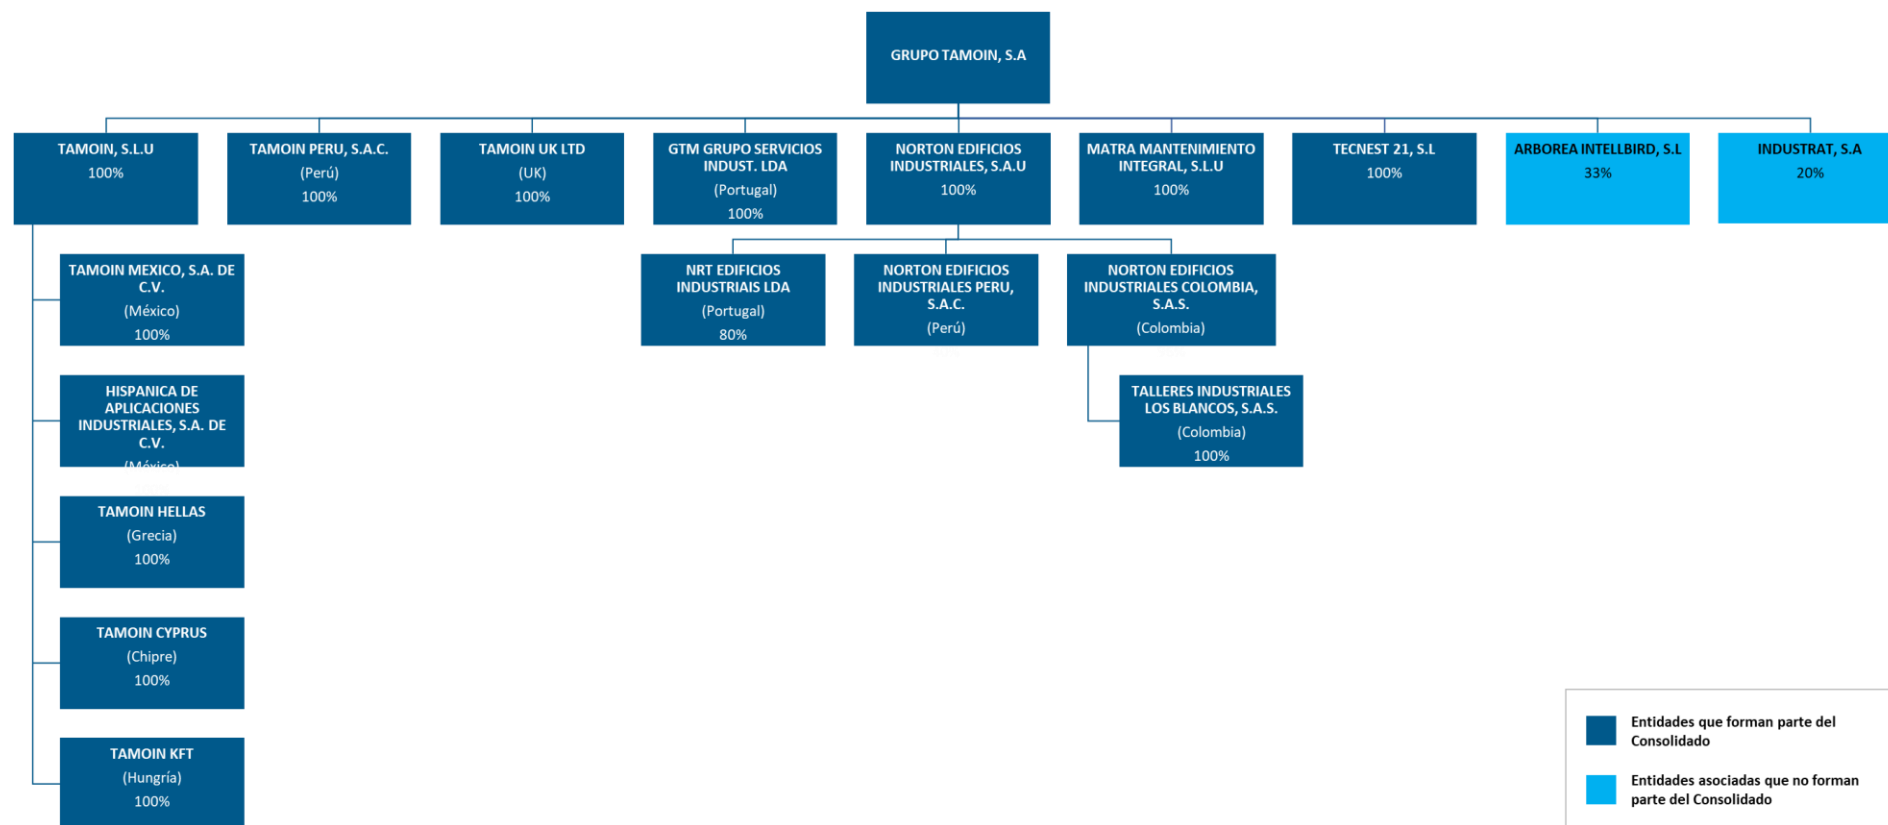 GRUPO TAMOIN, S.A
TAMOIN, S.L.U
100%
TAMOIN PERU, S.A.C.
(Perú)
100%
TAMOIN UK LTD
(UK)
100%
GTM GRUPO SERVICIOS
INDUST. LDA
(Portugal)
100%
NORTON EDIFICIOS
INDUSTRIALES, S.A.U
100%
MATRA MANTENIMIENTO
INTEGRAL, S.L.U
100%
TECNEST 21, S.L
100%
ARBOREA INTELLBIRD, S.L
33%
INDUSTRAT, S.A
20%
TAMOIN MEXICO, S.A. DE
C.V.
(México)
100%
HISPANICA DE
APLICACIONES
INDUSTRIALES, S.A. DE
C.V.
(México)
TAMOIN HELLAS
(Grecia)
100%
TAMOIN CYPRUS
(Chipre)
100%
TAMOIN KFT
(Hungría)
100%
NRT EDIFICIOS
INDUSTRIAIS LDA
(Portugal)
80%
NORTON EDIFICIOS
INDUSTRIALES PERU,
S.A.C.
(Perú)
NORTON EDIFICIOS
INDUSTRIALES COLOMBIA,
S.A.S.
(Colombia)
TALLERES INDUSTRIALES
LOS BLANCOS, S.A.S.
(Colombia)
100%
Entidades que forman parte del
Consolidado
Entidades asociadas que no forman
parte del Consolidado